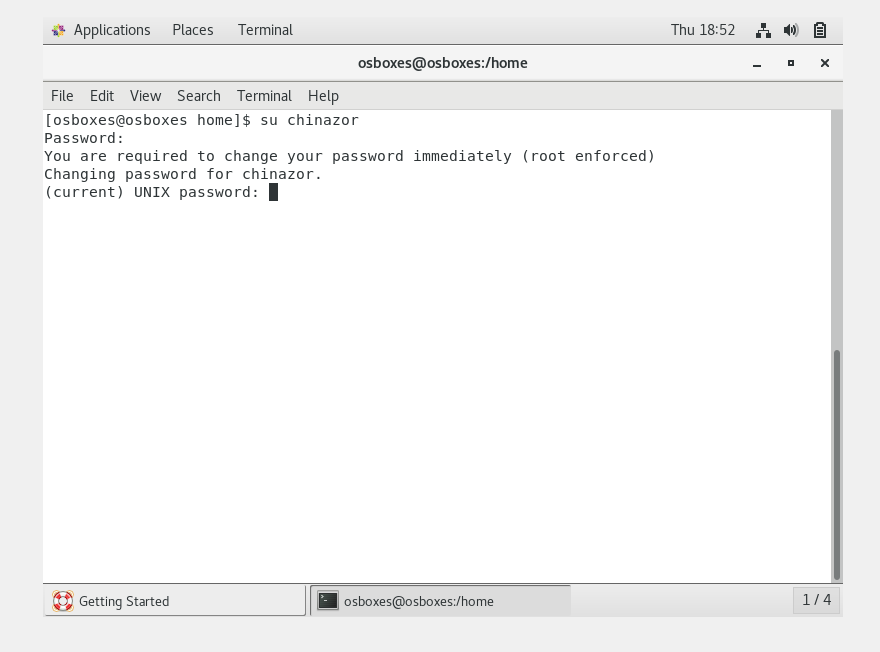 Applications Places Terminal Thu 18:52
osboxes@osboxes:/home
File Edit View Search Terminal Help
[osboxes@osboxes home]$ su chinazor
Password:
You are required to change your password immediately (root enforced)
Changing password for chinazor.
(current) UNIX password:
Getting Started osboxes@osboxes:/home 1 / 4